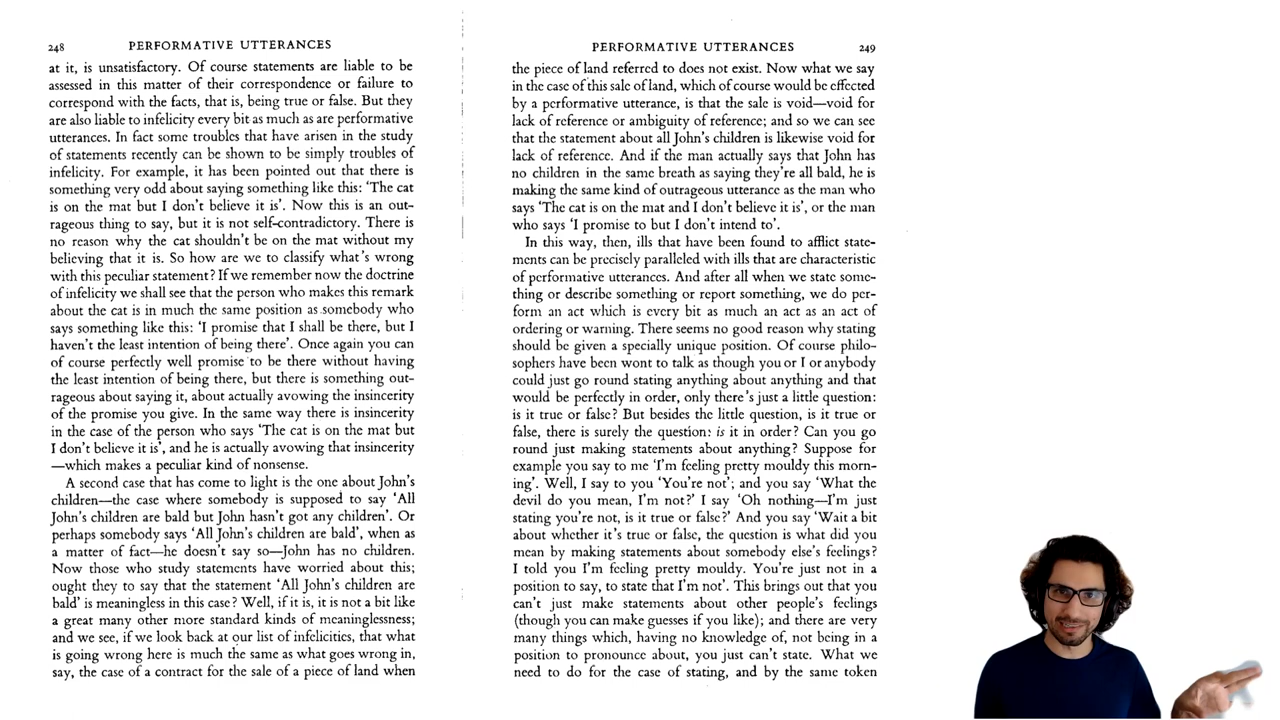 248 PERFORMATIVE UTTERANCES
at it, is unsatisfactory. Of course statements are liable to be
assessed in this matter of their correspondence or failure to
correspond with the facts, that is, being true or false. But they
are also liable to infelicity every bit as much as are performative
utterances. In fact some troubles that have arisen in the study
of statements recently can be shown to be simply troubles of
infelicity. For example, it has been pointed out that there is
something very odd about saying something like this: ‘The cat
is on the mat but I don’t believe it is’. Now this is an out-
rageous thing to say, but it is not self-contradictory. There is
no reason why the cat shouldn’t be on the mat without my
believing that it is. So how are we to classify what’s wrong
with this peculiar statement? If we remember now the doctrine
of infelicity we shall see that the person who makes this remark
about the cat is in much the same position as somebody who
says something like this: ‘I promise that I shall be there, but I
haven’t the least intention of being there’. Once again you can
of course perfectly well promise to be there without having
the least intention of being there, but there is something out-
rageous about saying it, about actually avowing the insincerity
of the promise you give. In the same way there is insincerity
in the case of the person who says ‘The cat is on the mat but
I don’t believe it is’, and he is actually avowing that insincerity
—which makes a peculiar kind of nonsense.
A second case that has come to light is the one about John’s
children—the case where somebody is supposed to say ‘All
John’s children are bald but John hasn’t got any children’. Or
perhaps somebody says ‘All John’s children are bald’, when as
a matter of fact—he doesn’t say so—John has no children.
Now those who study statements have worried about this;
ought they to say that the statement ‘All John’s children are
bald’ is meaningless in this case? Well, if it is, it is not a bit like
a great many other more standard kinds of meaninglessness;
and we see, if we look back at our list of infelicities, that what
is going wrong here is much the same as what goes wrong in,
say, the case of a contract for the sale of a piece of land when
PERFORMATIVE UTTERANCES 249
the piece of land referred to does not exist. Now what we say
in the case of this sale of land, which of course would be effected
by a performative utterance, is that the sale is void—void for
lack of reference or ambiguity of reference; and so we can see
that the statement about all John’s children is likewise void for
lack of reference. And if the man actually says that John has
no children in the same breath as saying they’re all bald, he is
making the same kind of outrageous utterance as the man who
says ‘The cat is on the mat and I don’t believe it is’, or the man
who says ‘I promise to but I don’t intend to’.
In this way, then, ills that have been found to afflict state-
ments can be precisely paralleled with ills that are characteristic
of performative utterances. And after all when we state some-
thing or describe something or report something, we do per-
form an act which is every bit as much an act as an act of
ordering or warning. There seems no good reason why stating
should be given a specially unique position. Of course philo-
sophers have been wont to talk as though you or I or anybody
could just go round stating anything about anything and that
would be perfectly in order, only there’s just a little question:
is it true or false? But besides the little question, is it true or
false, there is surely the question: is it in order? Can you go
round just making statements about anything? Suppose for
example you say to me ‘I’m feeling pretty mouldy this morn-
ing’. Well, I say to you ‘You’re not’; and you say ‘What the
devil do you mean, I’m not?’ I say ‘Oh nothing—I’m just
stating you’re not, is it true or false?’ And you say ‘Wait a bit
about whether it’s true or false, the question is what did you
mean by making statements about somebody else’s feelings?
I told you I’m feeling pretty mouldy. You’re just not in a
position to say, to state that I’m not’. This brings out that you
can’t just make statements about other people’s feelings
(though you can make guesses if you like); and there are very
many things which, having no knowledge of, not being in a
position to pronounce about, you just can’t state. What we
need to do for the case of stating, and by the same token